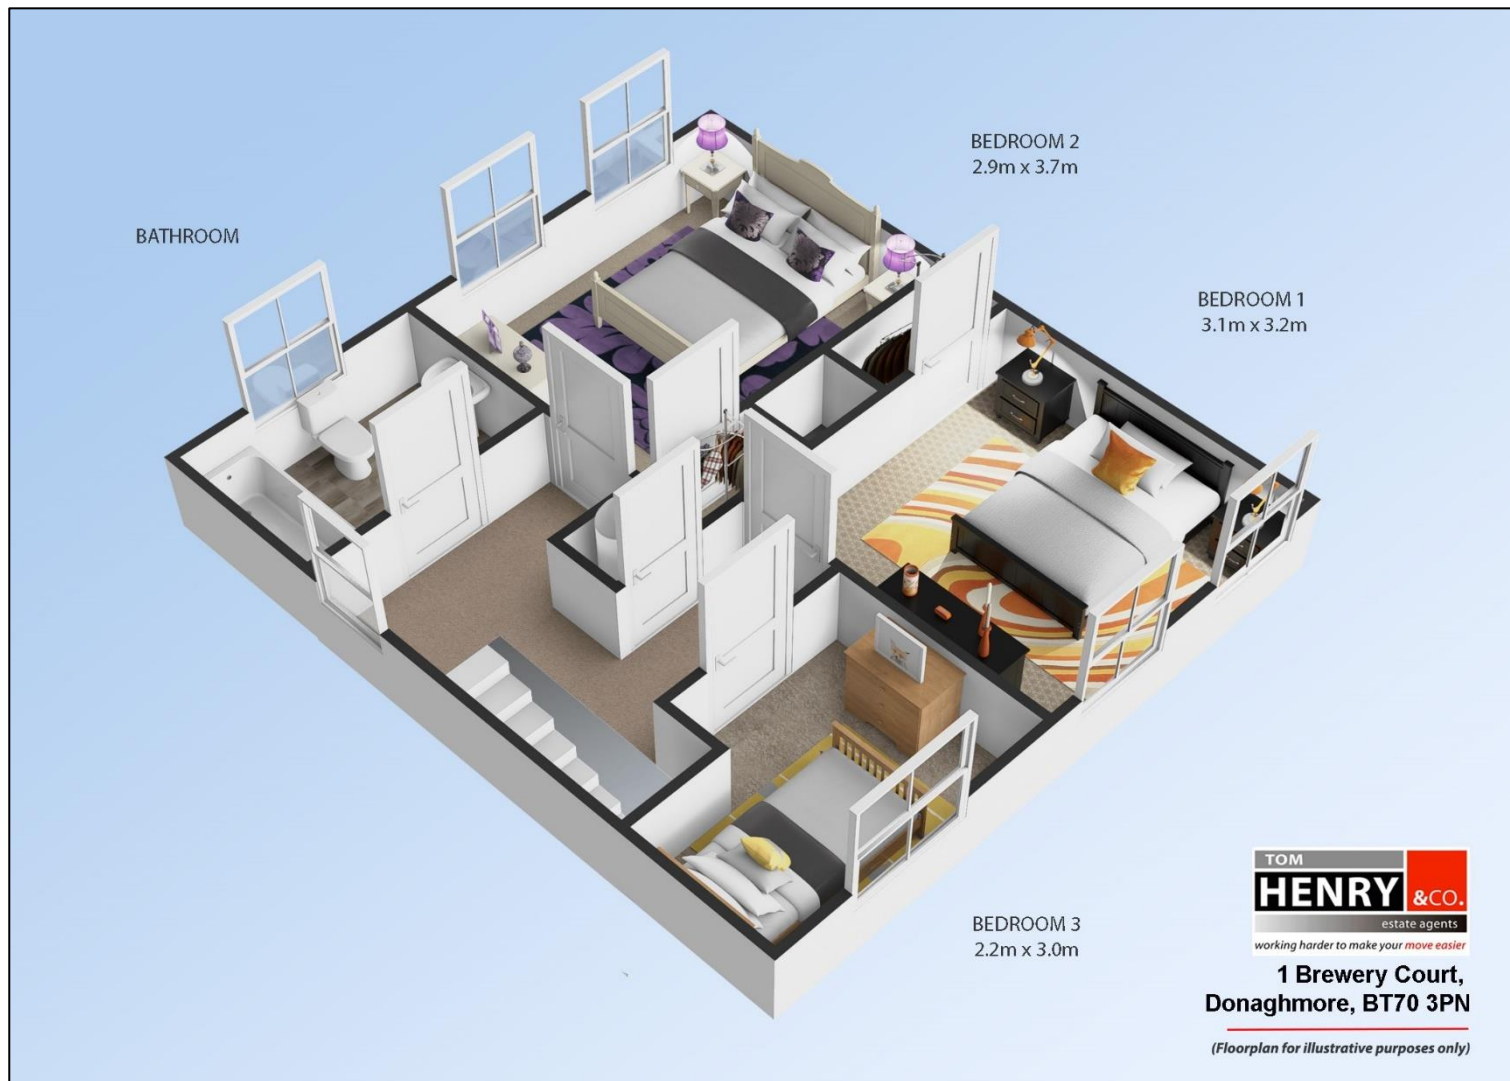 BEDROOM 2
2.9m x 3.7m
BATHROOM
BEDROOM 1
3.1m x 3.2m
BEDROOM 3
2.2m x 3.0m
TOM
HENRY &CO.
estate agents
working harder to make your move easier
1 Brewery Court,
Donaghmore, BT70 3PN
(Floorplan for illustrative purposes only)